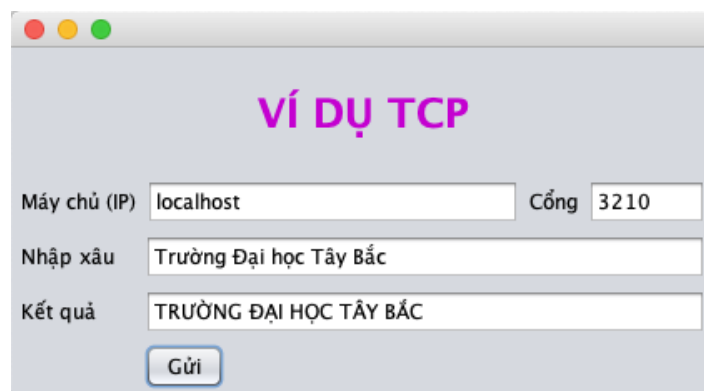 VÍ DỤ TCP
Máy chủ (IP) localhost Cổng 3210
Nhập xâu Trường Đại học Tây Bắc
Kết quả TRƯỜNG ĐẠI HỌC TÂY BẮC
Gửi